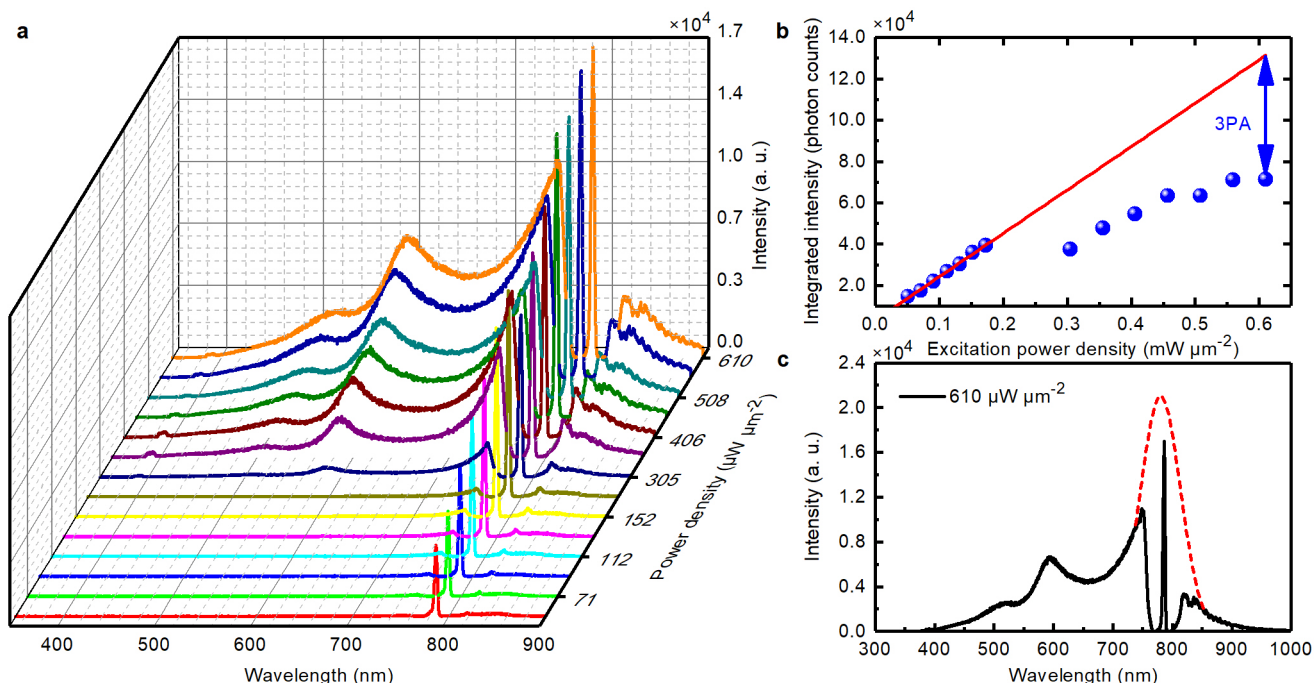 a
×10⁴
1.7
1.4
1.0
0.7
0.3
0.0
Intensity (a. u.)
610
508
406
305
152
112
71
Power density (μW μm⁻²)
400 500 600 700 800 900
Wavelength (nm)
b
×10⁴
14.0
12.0
10.0
8.0
6.0
4.0
2.0
Integrated intensity (photon counts)
3PA
0.0 0.1 0.2 0.3 0.4 0.5 0.6
Excitation power density (mW μm⁻²)
c
×10⁴
2.4
2.0
1.6
1.2
0.8
0.4
0.0
Intensity (a. u.)
610 μW μm⁻²
300 400 500 600 700 800 900 1000
Wavelength (nm)